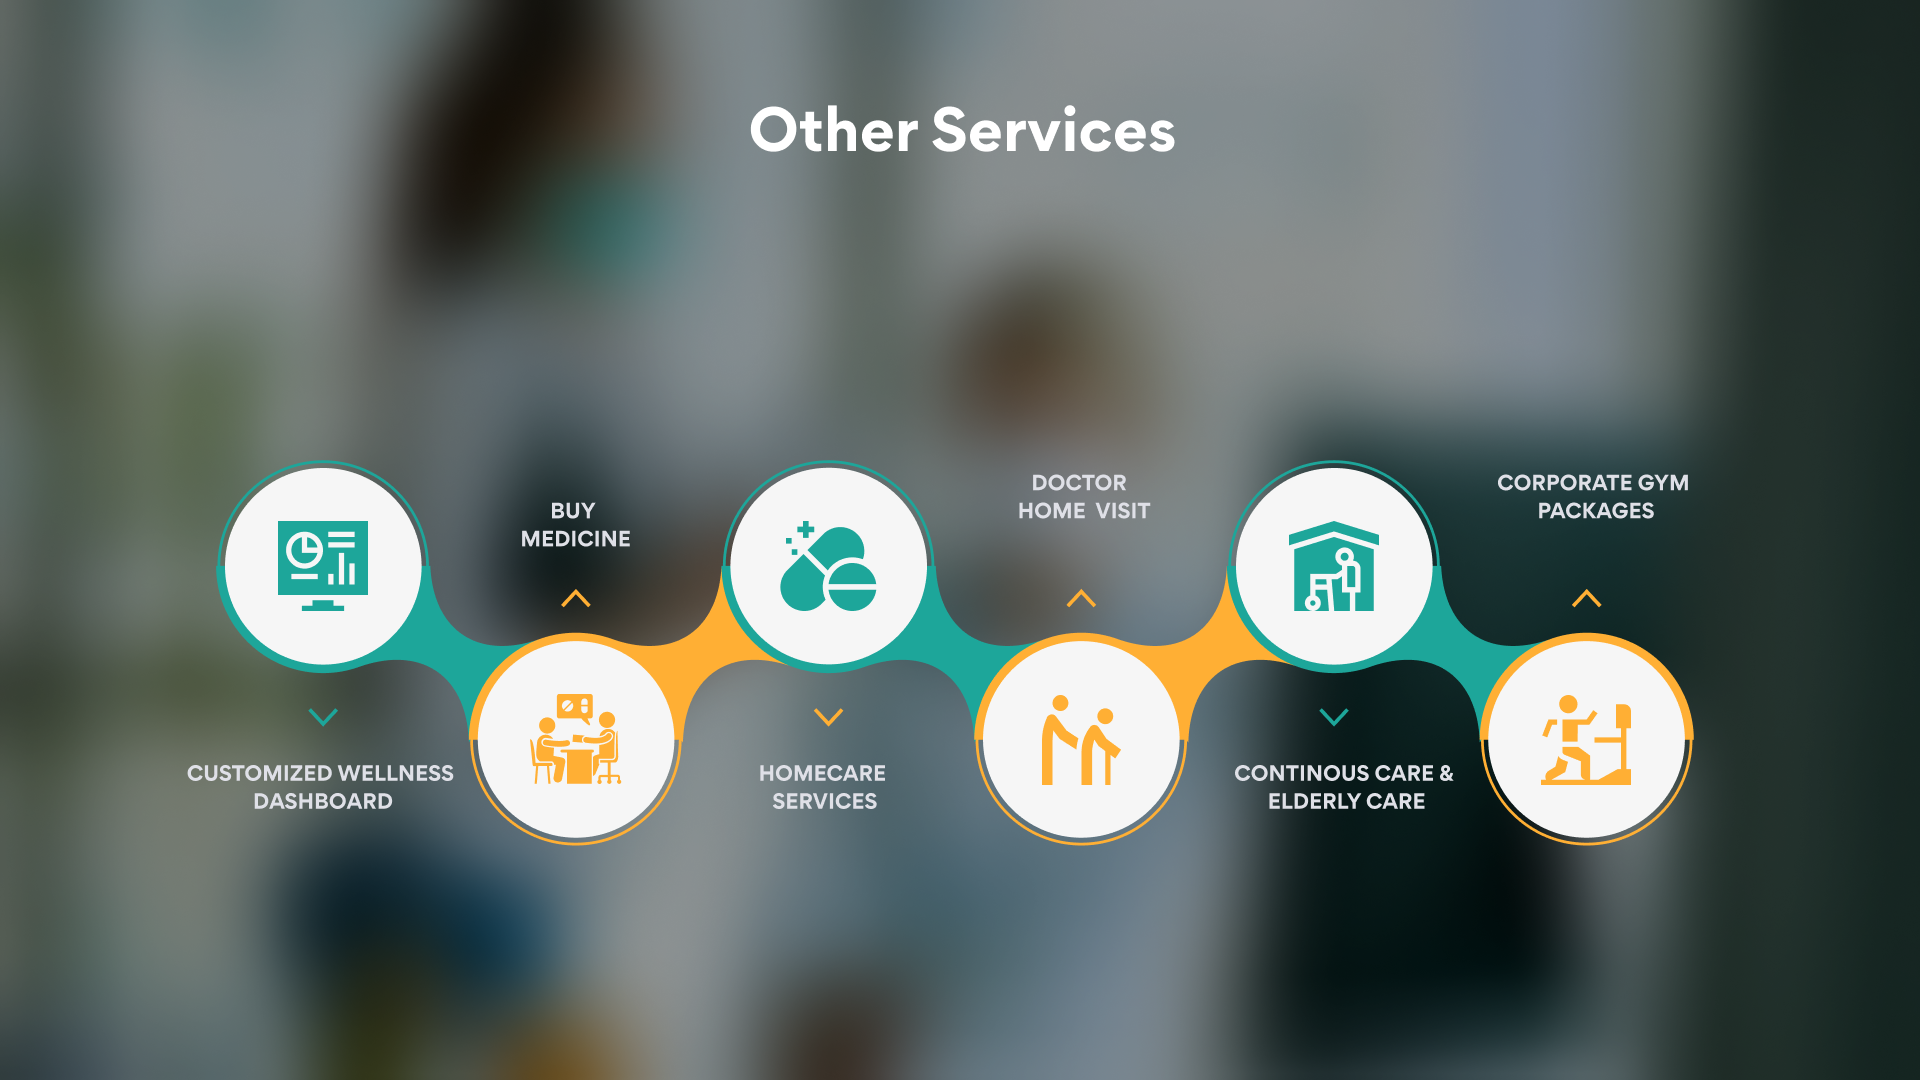 Other Services
CUSTOMIZED WELLNESS
DASHBOARD
BUY
MEDICINE
HOMECARE
SERVICES
DOCTOR
HOME VISIT
CONTINOUS CARE &
ELDERLY CARE
CORPORATE GYM
PACKAGES